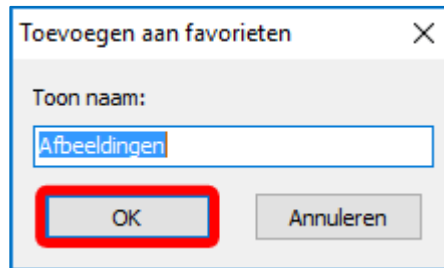 Toevoegen aan favorieten
Toon naam:
Afbeeldingen
OK
Annuleren